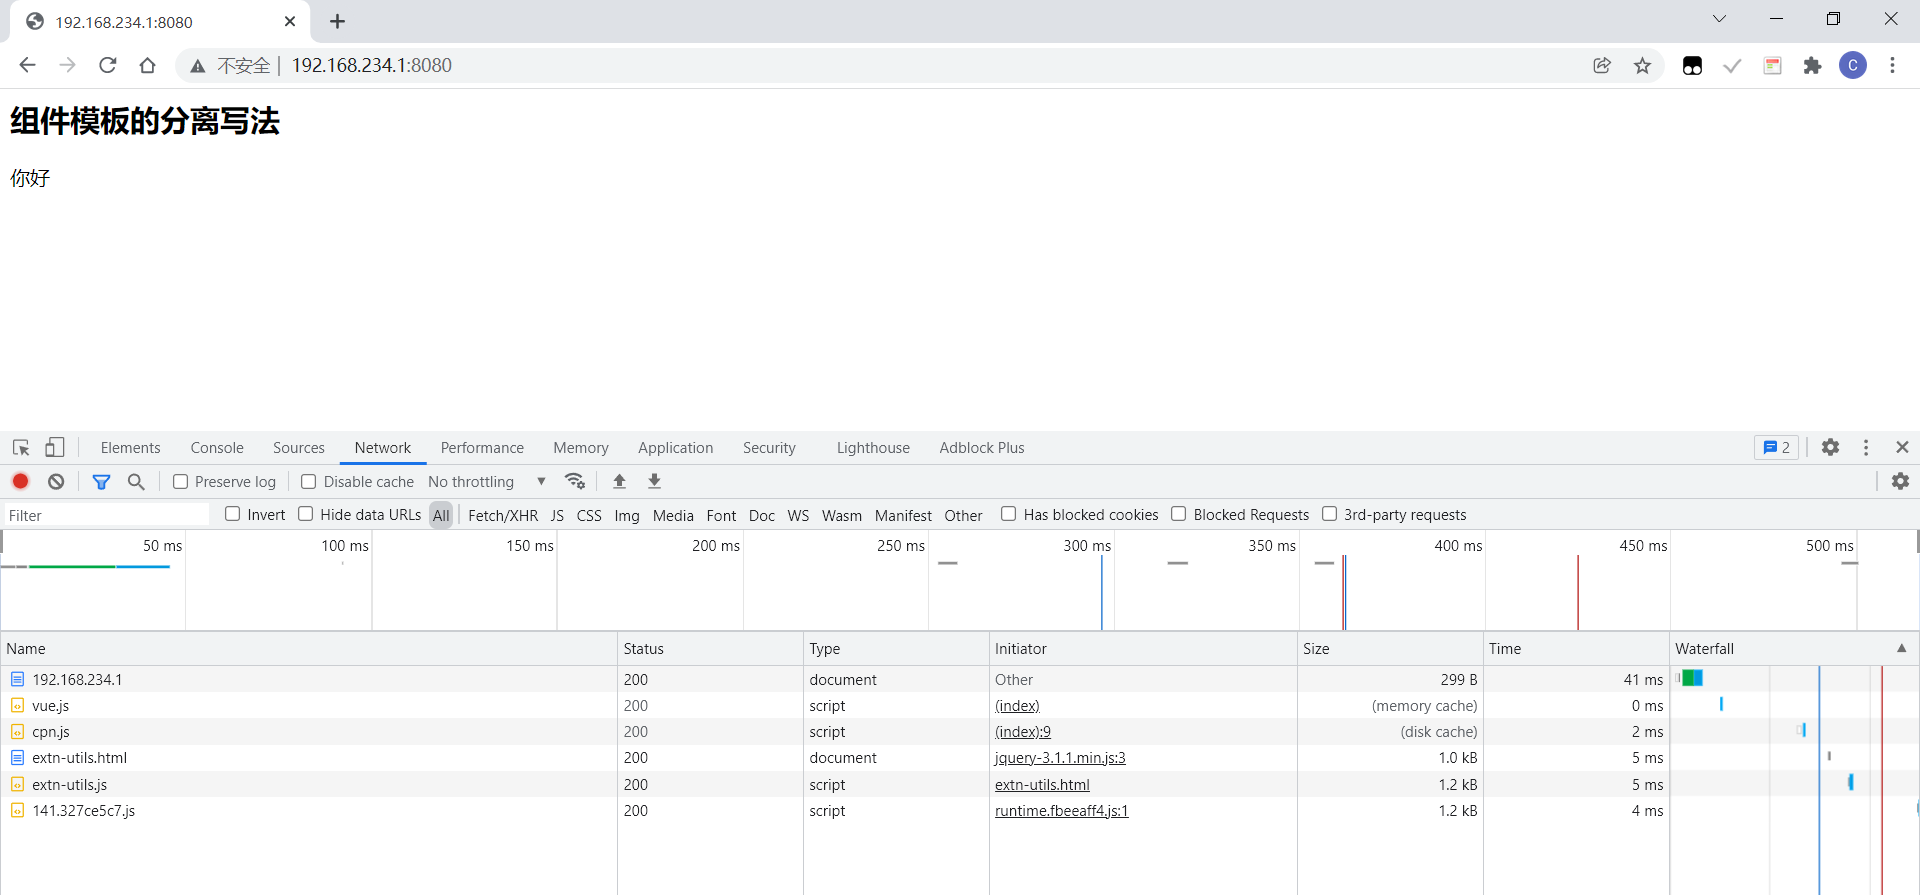 192.168.234.1:8080
不安全 | 192.168.234.1:8080
C
组件模板的分离写法
你好
Elements Console Sources Network Performance Memory Application Security Lighthouse Adblock Plus 2
Preserve log Disable cache No throttling
Filter Invert Hide data URLs All Fetch/XHR JS CSS Img Media Font Doc WS Wasm Manifest Other Has blocked cookies Blocked Requests 3rd-party requests
50 ms 100 ms 150 ms 200 ms 250 ms 300 ms 350 ms 400 ms 450 ms 500 ms
Name Status Type Initiator Size Time Waterfall
192.168.234.1 200 document Other 299 B 41 ms
vue.js 200 script (index) (memory cache) 0 ms
cpn.js 200 script (index):9 (disk cache) 2 ms
extn-utils.html 200 document jquery-3.1.1.min.js:3 1.0 kB 5 ms
extn-utils.js 200 script extn-utils.html 1.2 kB 5 ms
141.327ce5c7.js 200 script runtime.fbeeaff4.js:1 1.2 kB 4 ms